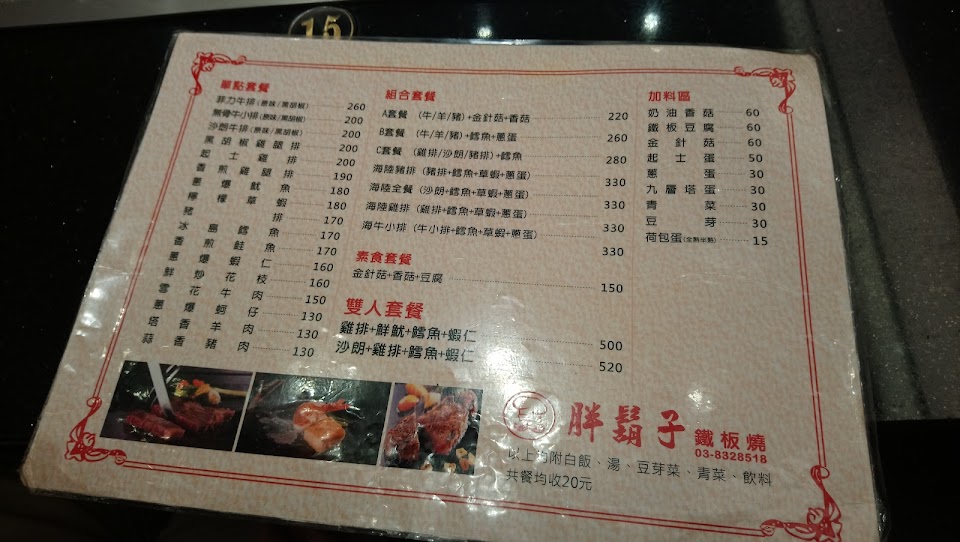 15
單點套餐
菲力牛排(原味/黑胡椒) 260
無骨牛小排(原味/黑胡椒) 200
沙朗牛排(原味/黑胡椒) 200
黑胡椒雞腿排 200
起士雞排 200
香煎雞腿排 190
蔥爆魷魚 180
檸檬草蝦 180
豬排 170
冰島鱈魚 170
香煎鮭魚 170
蔥爆蝦仁 160
鮮炒花枝 160
雪花牛肉 150
蔥爆蚵仔 130
塔香羊肉 130
蒜香豬肉 130
組合套餐
A套餐 (牛/羊/豬)+金針菇+香菇 220
B套餐 (牛/羊/豬)+鱈魚+蔥蛋 260
C套餐 (雞排/沙朗/豬排)+鱈魚 280
海陸豬排 (豬排+鱈魚+草蝦+蔥蛋) 330
海陸全餐 (沙朗+鱈魚+草蝦+蔥蛋) 330
海陸雞排 (雞排+鱈魚+草蝦+蔥蛋) 330
海牛小排 (牛小排+鱈魚+草蝦+蔥蛋) 330
素食套餐
金針菇+香菇+豆腐 150
雙人套餐
雞排+鮮魷+鱈魚+蝦仁 500
沙朗+雞排+鱈魚+蝦仁 520
加料區
奶油香菇 60
鐵板豆腐 60
金針菇 60
起士蛋 50
蔥蛋 30
九層塔蛋 30
青菜 30
豆芽 30
荷包蛋(全熟/半熟) 15
胖鬍子 鐵板燒
03-8328518
以上均附白飯、湯、豆芽菜、青菜、飲料
共餐均收20元